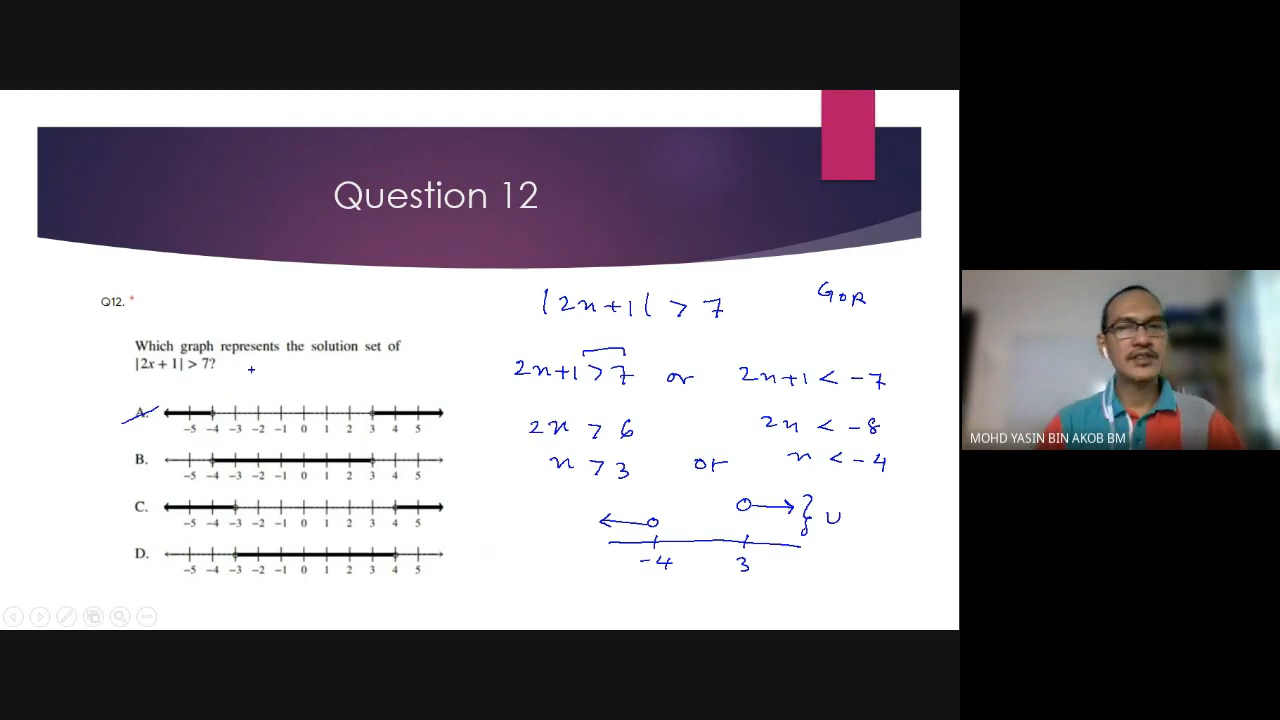 Question 12
Q12. *
Which graph represents the solution set of
|2x + 1| > 7?
A.
-5 -4 -3 -2 -1 0 1 2 3 4 5
B.
-5 -4 -3 -2 -1 0 1 2 3 4 5
C.
-5 -4 -3 -2 -1 0 1 2 3 4 5
D.
-5 -4 -3 -2 -1 0 1 2 3 4 5
|2x+1| > 7
GOR
2x+1 > 7 or 2x+1 < -7
2x > 6 2x < -8
x > 3 or x < -4
} U
-4 3
MOHD YASIN BIN AKOB BM